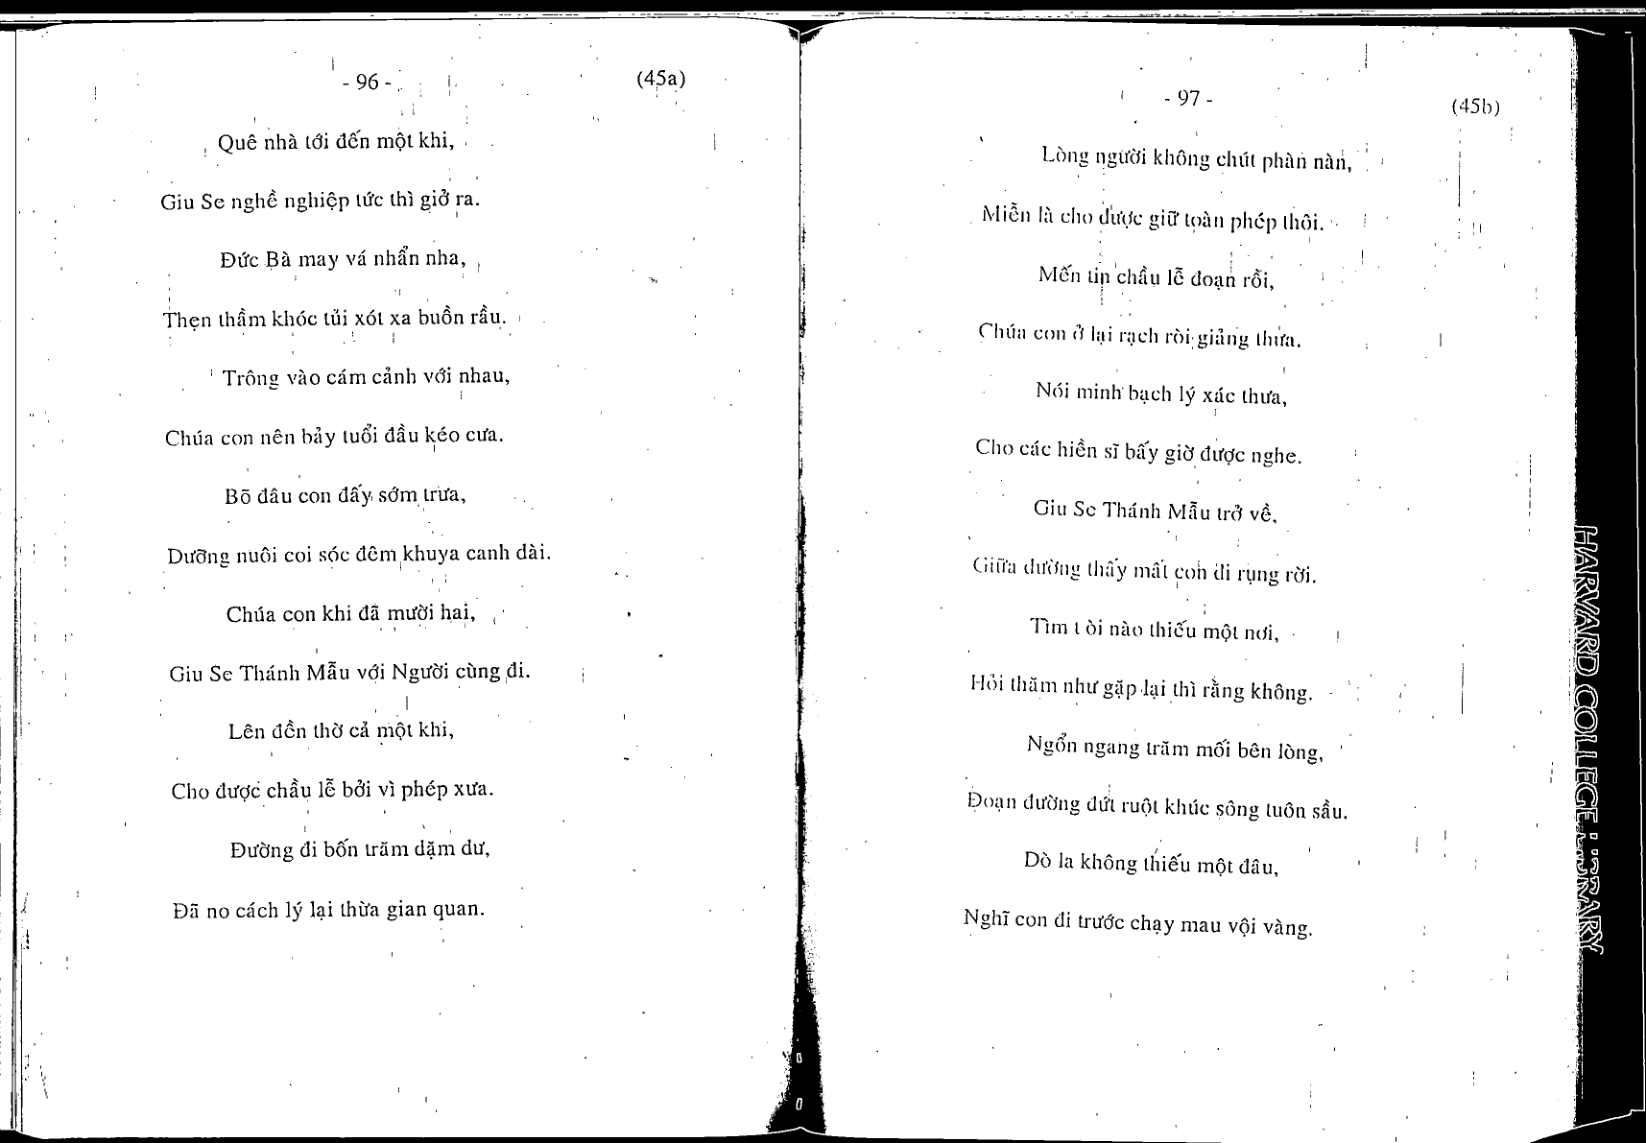 - 96 -
(45a)
Quê nhà tới đến một khi,
Giu Se nghề nghiệp tức thì giở ra.
Đức Bà may vá nhẩn nha,
Thẹn thầm khóc tủi xót xa buồn rầu.
Trông vào cám cảnh với nhau,
Chúa con nên bảy tuổi đầu kéo cưa.
Bõ đâu con đấy sớm trưa,
Dưỡng nuôi coi sóc đêm khuya canh dài.
Chúa con khi đã mười hai,
Giu Se Thánh Mẫu với Người cùng đi.
Lên đền thờ cả một khi,
Cho được chầu lễ bởi vì phép xưa.
Đường đi bốn trăm dặm dư,
Đã no cách lý lại thừa gian quan.
- 97 -
(45b)
Lòng người không chút phàn nàn,
Miễn là cho được giữ toàn phép thôi.
Mến tin chầu lễ đoạn rồi,
Chúa con ở lại rạch ròi giảng thưa.
Nói minh bạch lý xác thưa,
Cho các hiền sĩ bấy giờ được nghe.
Giu Se Thánh Mẫu trở về,
Giữa đường thấy mất con đi rụng rời.
Tìm t òi nào thiếu một nơi,
Hỏi thăm như gặp lại thì rằng không.
Ngổn ngang trăm mối bên lòng,
Đoạn đường đứt ruột khúc sông tuôn sầu.
Dò la không thiếu một đâu,
Nghĩ con đi trước chạy mau vội vàng.
HARVARD COLLEGE LIBRARY